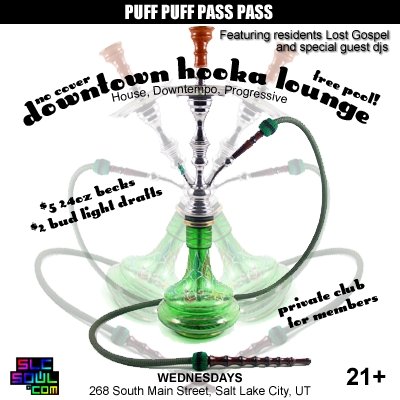 PUFF PUFF PASS PASS
Featuring residents Lost Gospel
and special guest djs
no cover
free pool!
downtown hooka lounge
House, Downtempo, Progressive
*5 24oz becks
*2 bud light drafts
private club
for members
SLC
SOUL
.COM
WEDNESDAYS
21+
268 South Main Street, Salt Lake City, UT